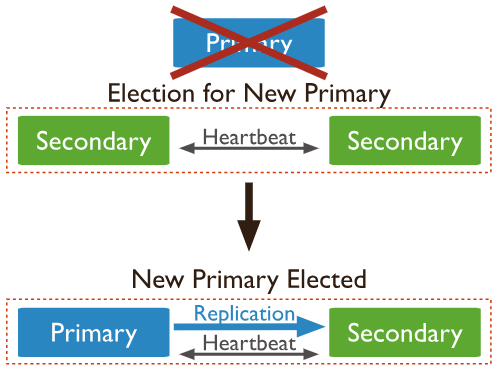 Primary
Election for New Primary
Secondary
Heartbeat
Secondary
New Primary Elected
Primary
Replication
Heartbeat
Secondary